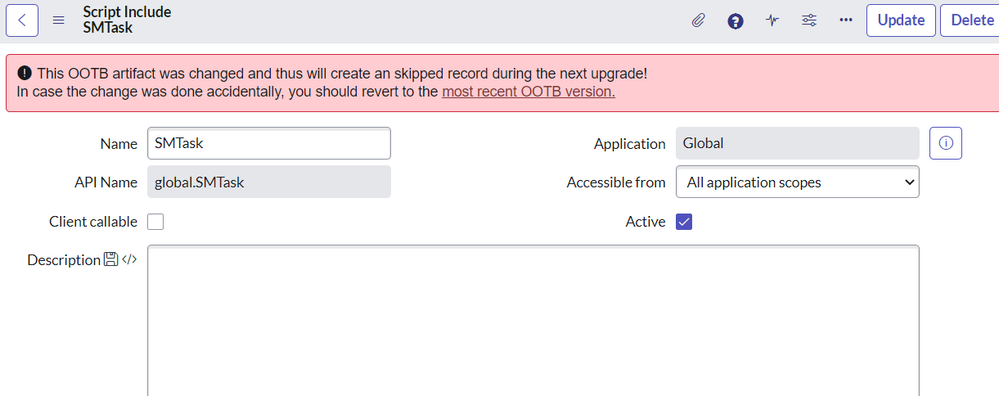 Script Include
SMTask
Update
Delete
This OOTB artifact was changed and thus will create an skipped record during the next upgrade!
In case the change was done accidentally, you should revert to the most recent OOTB version.
Name
SMTask
Application
Global
API Name
global.SMTask
Accessible from
All application scopes
Client callable
Active
Description